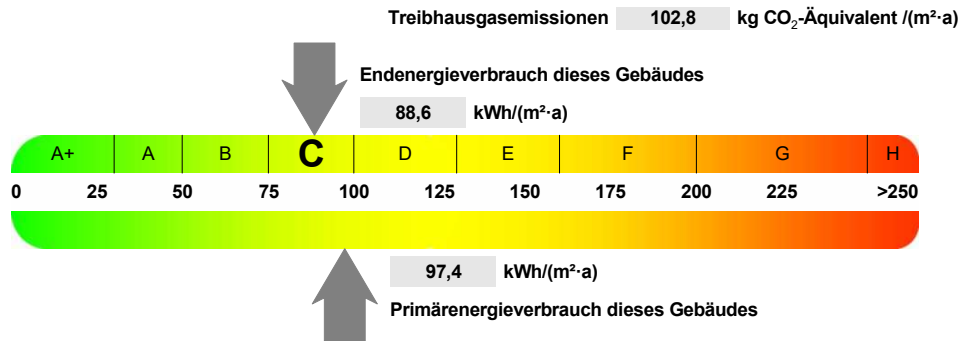 Treibhausgasemissionen 102,8 kg CO₂-Äquivalent /(m²·a)
Endenergieverbrauch dieses Gebäudes
88,6 kWh/(m²·a)
A+ A B C D E F G H
0 25 50 75 100 125 150 175 200 225 >250
97,4 kWh/(m²·a)
Primärenergieverbrauch dieses Gebäudes